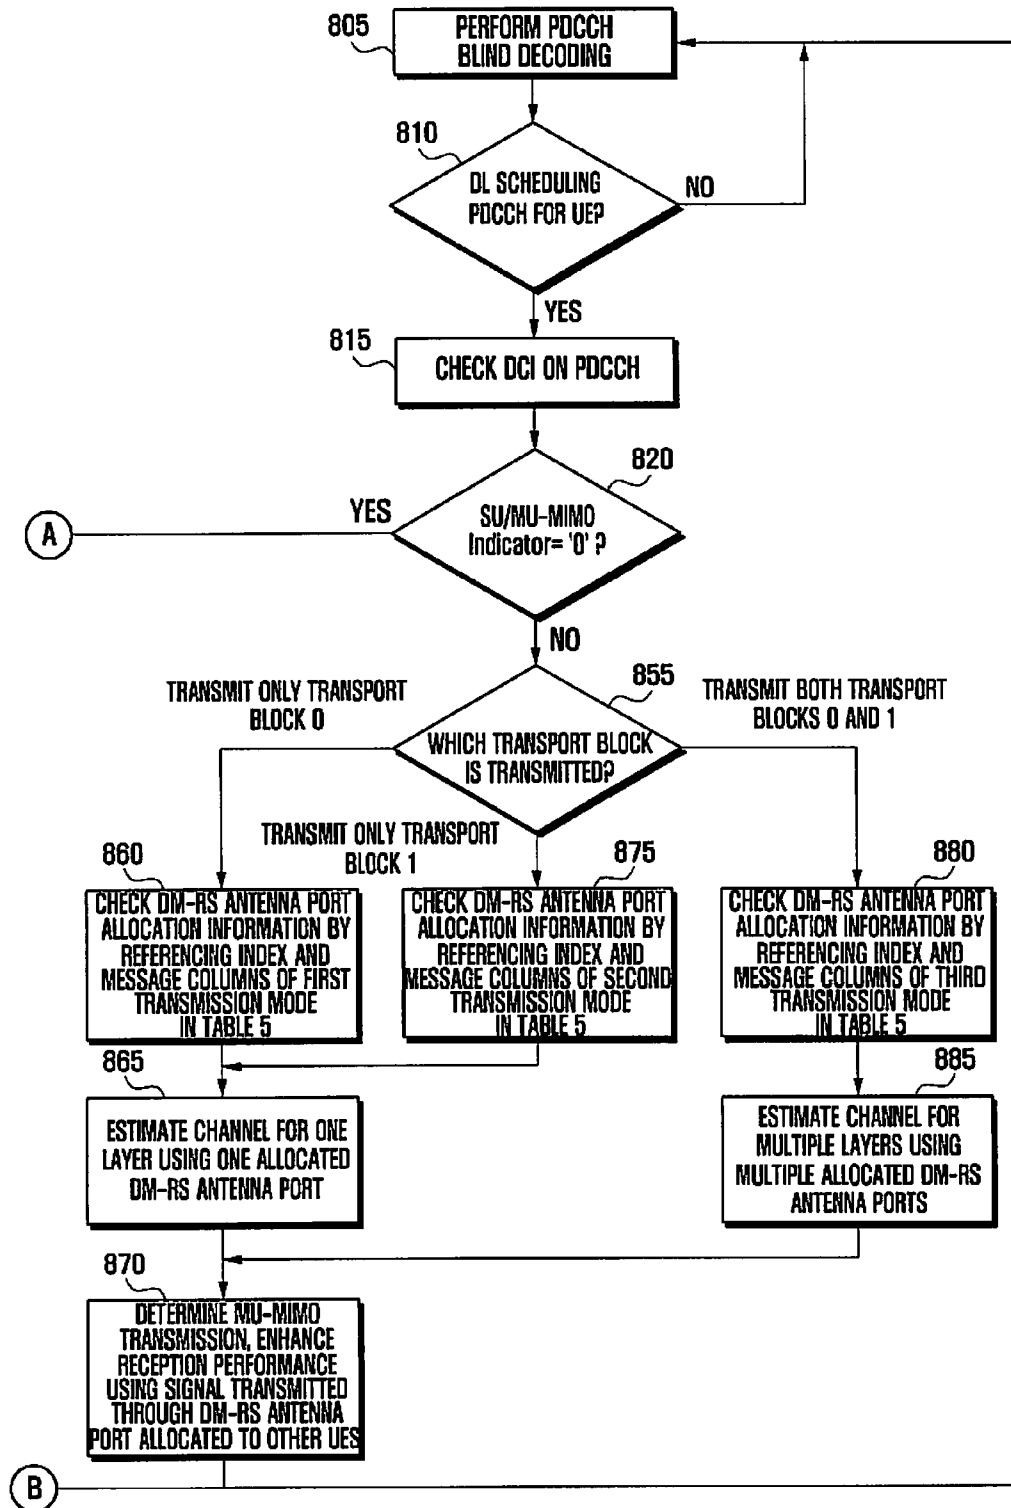 805
PERFORM PDCCH
BLIND DECODING
810
DL SCHEDULING
PDCCH FOR UE?
NO
YES
815
CHECK DCI ON PDCCH
820
YES
SU/MU-MIMO
Indicator= '0' ?
A
NO
855
TRANSMIT ONLY TRANSPORT
BLOCK 0
TRANSMIT BOTH TRANSPORT
BLOCKS 0 AND 1
WHICH TRANSPORT BLOCK
IS TRANSMITTED?
TRANSMIT ONLY TRANSPORT
BLOCK 1
860
CHECK DM-RS ANTENNA PORT
ALLOCATION INFORMATION BY
REFERENCING INDEX AND
MESSAGE COLUMNS OF FIRST
TRANSMISSION MODE
IN TABLE 5
875
CHECK DM-RS ANTENNA PORT
ALLOCATION INFORMATION BY
REFERENCING INDEX AND
MESSAGE COLUMNS OF SECOND
TRANSMISSION MODE
IN TABLE 5
880
CHECK DM-RS ANTENNA PORT
ALLOCATION INFORMATION BY
REFERENCING INDEX AND
MESSAGE COLUMNS OF THIRD
TRANSMISSION MODE
IN TABLE 5
865
ESTIMATE CHANNEL FOR ONE
LAYER USING ONE ALLOCATED
DM-RS ANTENNA PORT
885
ESTIMATE CHANNEL FOR
MULTIPLE LAYERS USING
MULTIPLE ALLOCATED DM-RS
ANTENNA PORTS
870
DETERMINE MU-MIMO
TRANSMISSION, ENHANCE
RECEPTION PERFORMANCE
USING SIGNAL TRANSMITTED
THROUGH DM-RS ANTENNA
PORT ALLOCATED TO OTHER UES
B